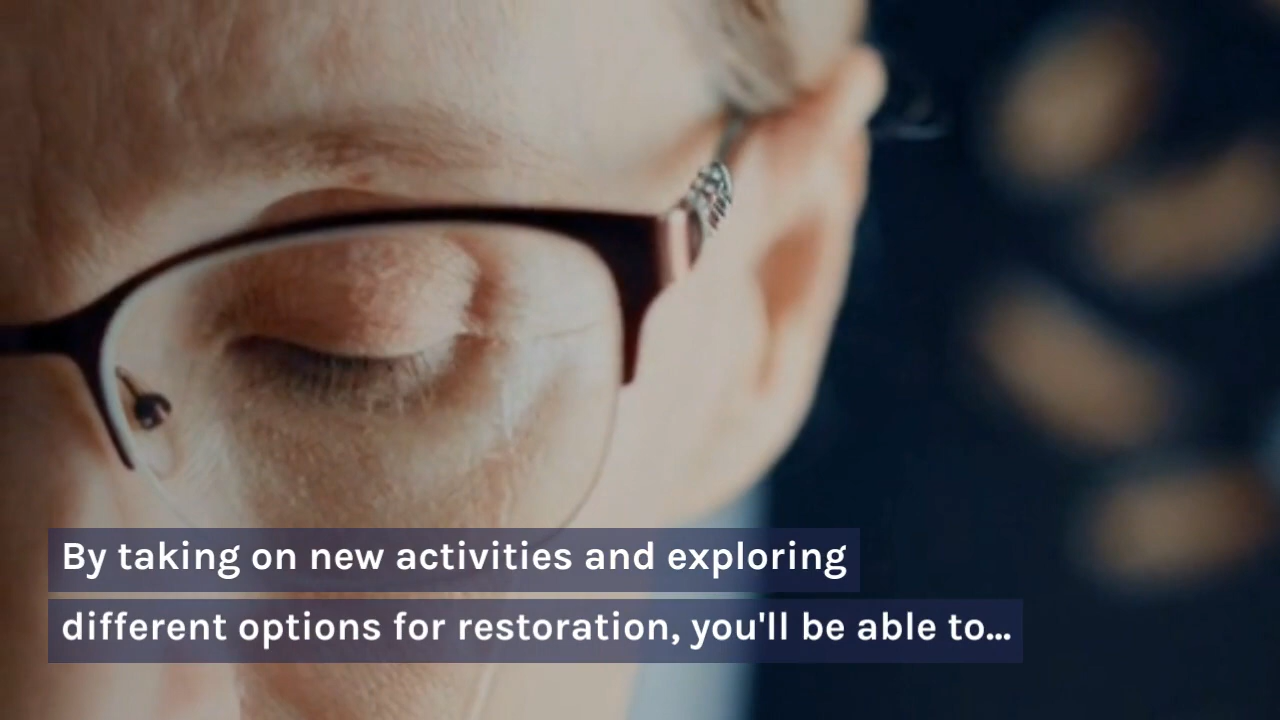 By taking on new activities and exploring
different options for restoration, you'll be able to...